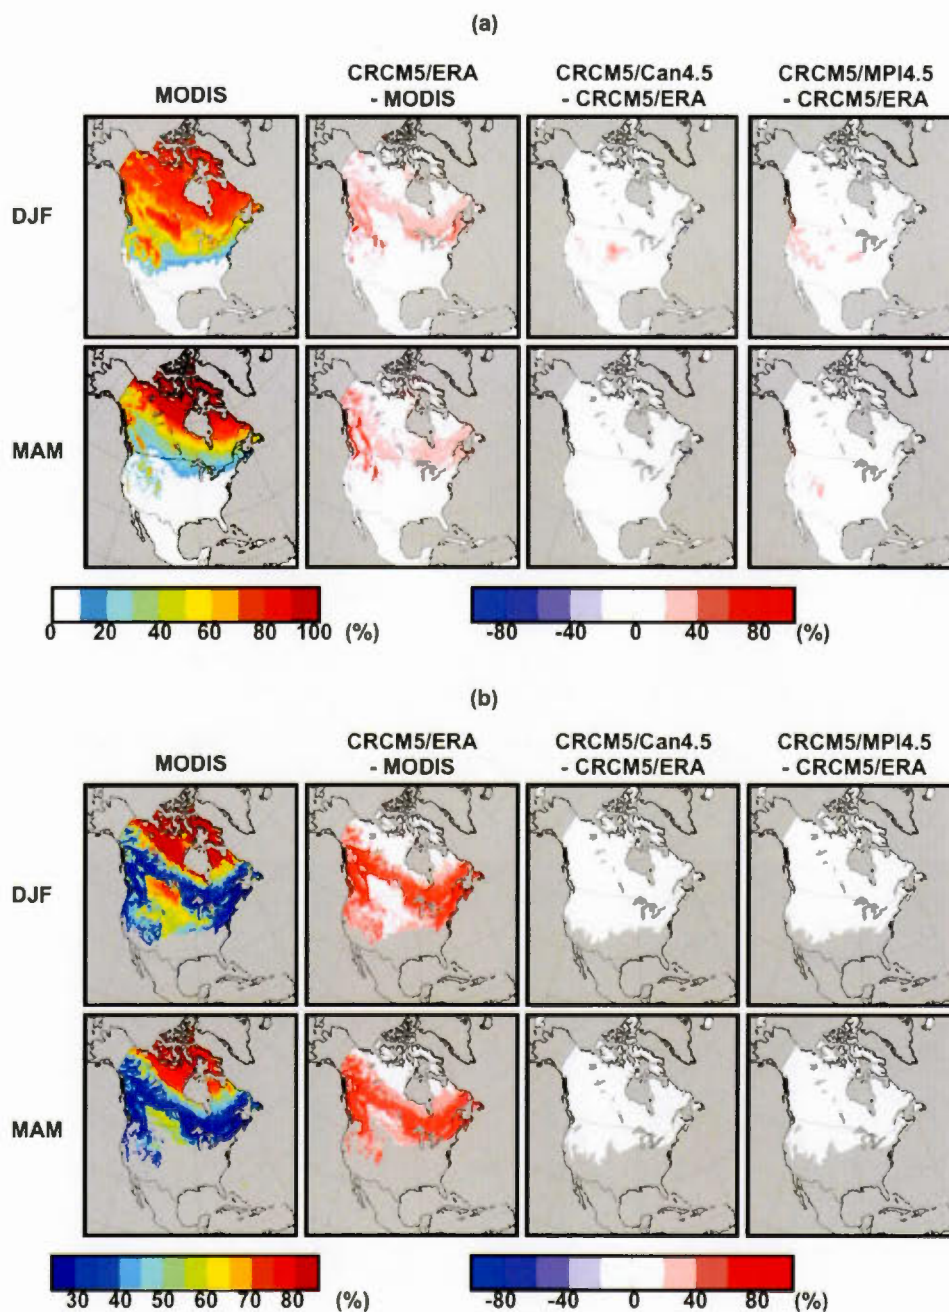 (a)
MODIS
CRCM5/ERA
- MODIS
CRCM5/Can4.5
- CRCM5/ERA
CRCM5/MPI4.5
- CRCM5/ERA
DJF
MAM
0 20 40 60 80 100 (%)
-80 -40 0 40 80 (%)
(b)
MODIS
CRCM5/ERA
- MODIS
CRCM5/Can4.5
- CRCM5/ERA
CRCM5/MPI4.5
- CRCM5/ERA
DJF
MAM
30 40 50 60 70 80 (%)
-80 -40 0 40 80 (%)